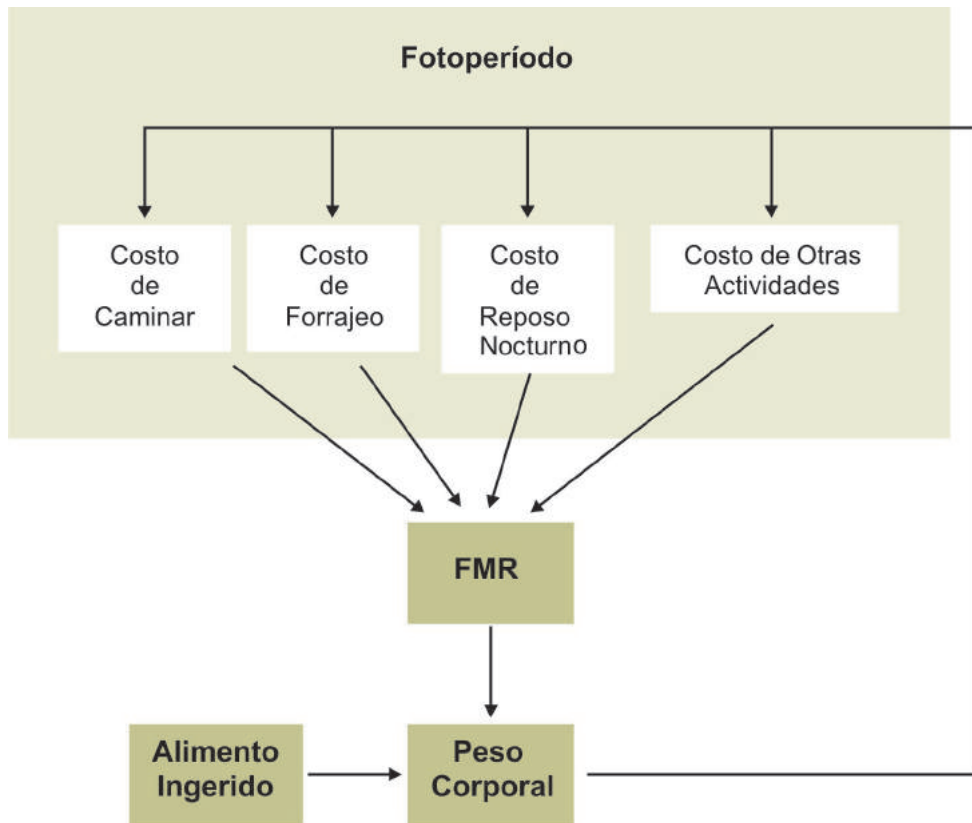 Fotoperíodo
Costo
de
Caminar
Costo
de
Forrajeo
Costo
de
Reposo
Nocturno
Costo de Otras
Actividades
FMR
Alimento
Ingerido
Peso
Corporal